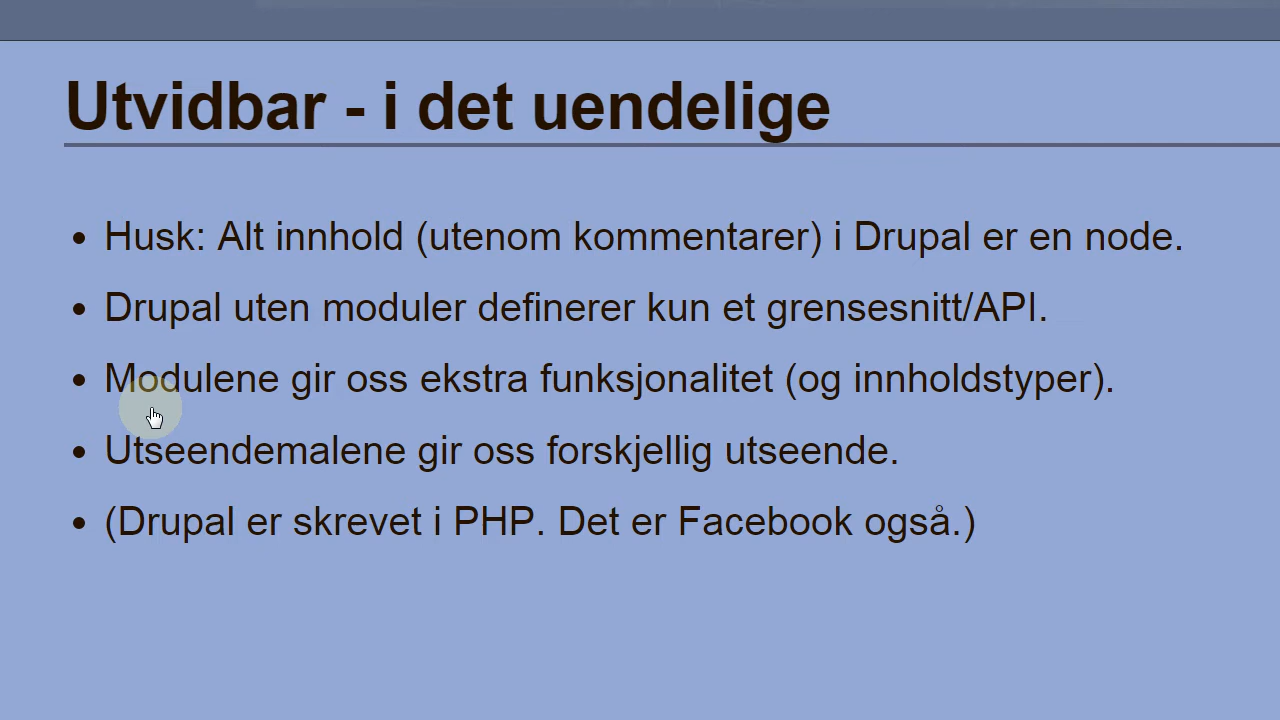 Utvidbar - i det uendelige
• Husk: Alt innhold (utenom kommentarer) i Drupal er en node.
• Drupal uten moduler definerer kun et grensesnitt/API.
• Modulene gir oss ekstra funksjonalitet (og innholdstyper).
• Utseendemalene gir oss forskjellig utseende.
• (Drupal er skrevet i PHP. Det er Facebook også.)